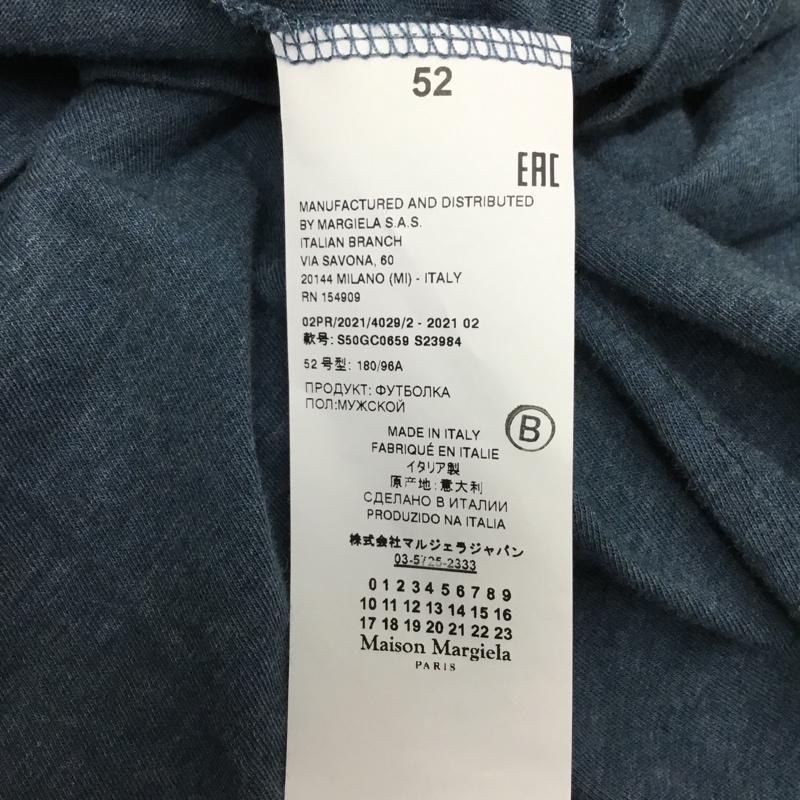 52
EAC
MANUFACTURED AND DISTRIBUTED
BY MARGIELA S.A.S.
ITALIAN BRANCH
VIA SAVONA, 60
20144 MILANO (MI) - ITALY
RN 154909
02PR/2021/4029/2 - 2021 02
款号: S50GC0659 S23984
52 号型: 180/96A
ПРОДУКТ: ФУТБОЛКА
ПОЛ:МУЖСКОЙ
B
MADE IN ITALY
FABRIQUÉ EN ITALIE
イタリア製
原产地: 意大利
СДЕЛАНО В ИТАЛИИ
PRODUZIDO NA ITALIA
株式会社マルジェラジャパン
03-5725-2333
0 1 2 3 4 5 6 7 8 9
10 11 12 13 14 15 16
17 18 19 20 21 22 23
Maison Margiela
PARIS